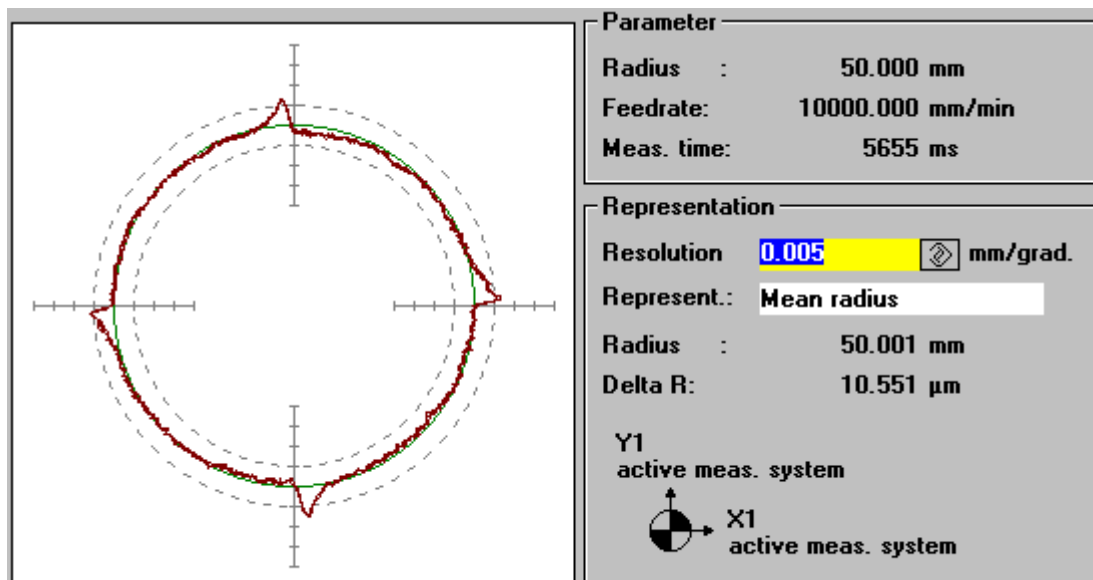 Parameter
Radius : 50.000 mm
Feedrate: 10000.000 mm/min
Meas. time: 5655 ms
Representation
Resolution 0.005 mm/grad.
Represent.: Mean radius
Radius : 50.001 mm
Delta R: 10.551 µm
Y1
active meas. system
X1
active meas. system